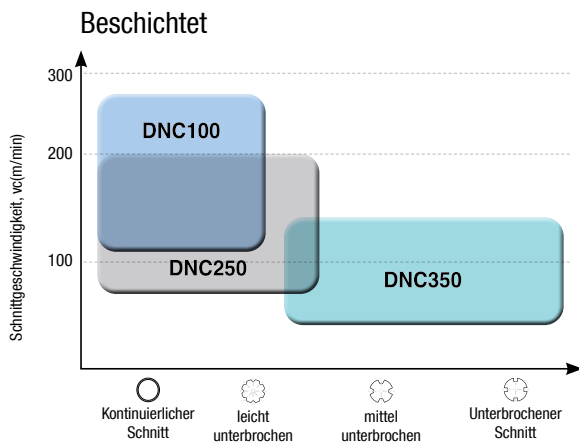 Beschichtet
300
200
100
Schnittgeschwindigkeit, vc(m/min)
DNC100
DNC250
DNC350
Kontinuierlicher
Schnitt
leicht
unterbrochen
mittel
unterbrochen
Unterbrochener
Schnitt